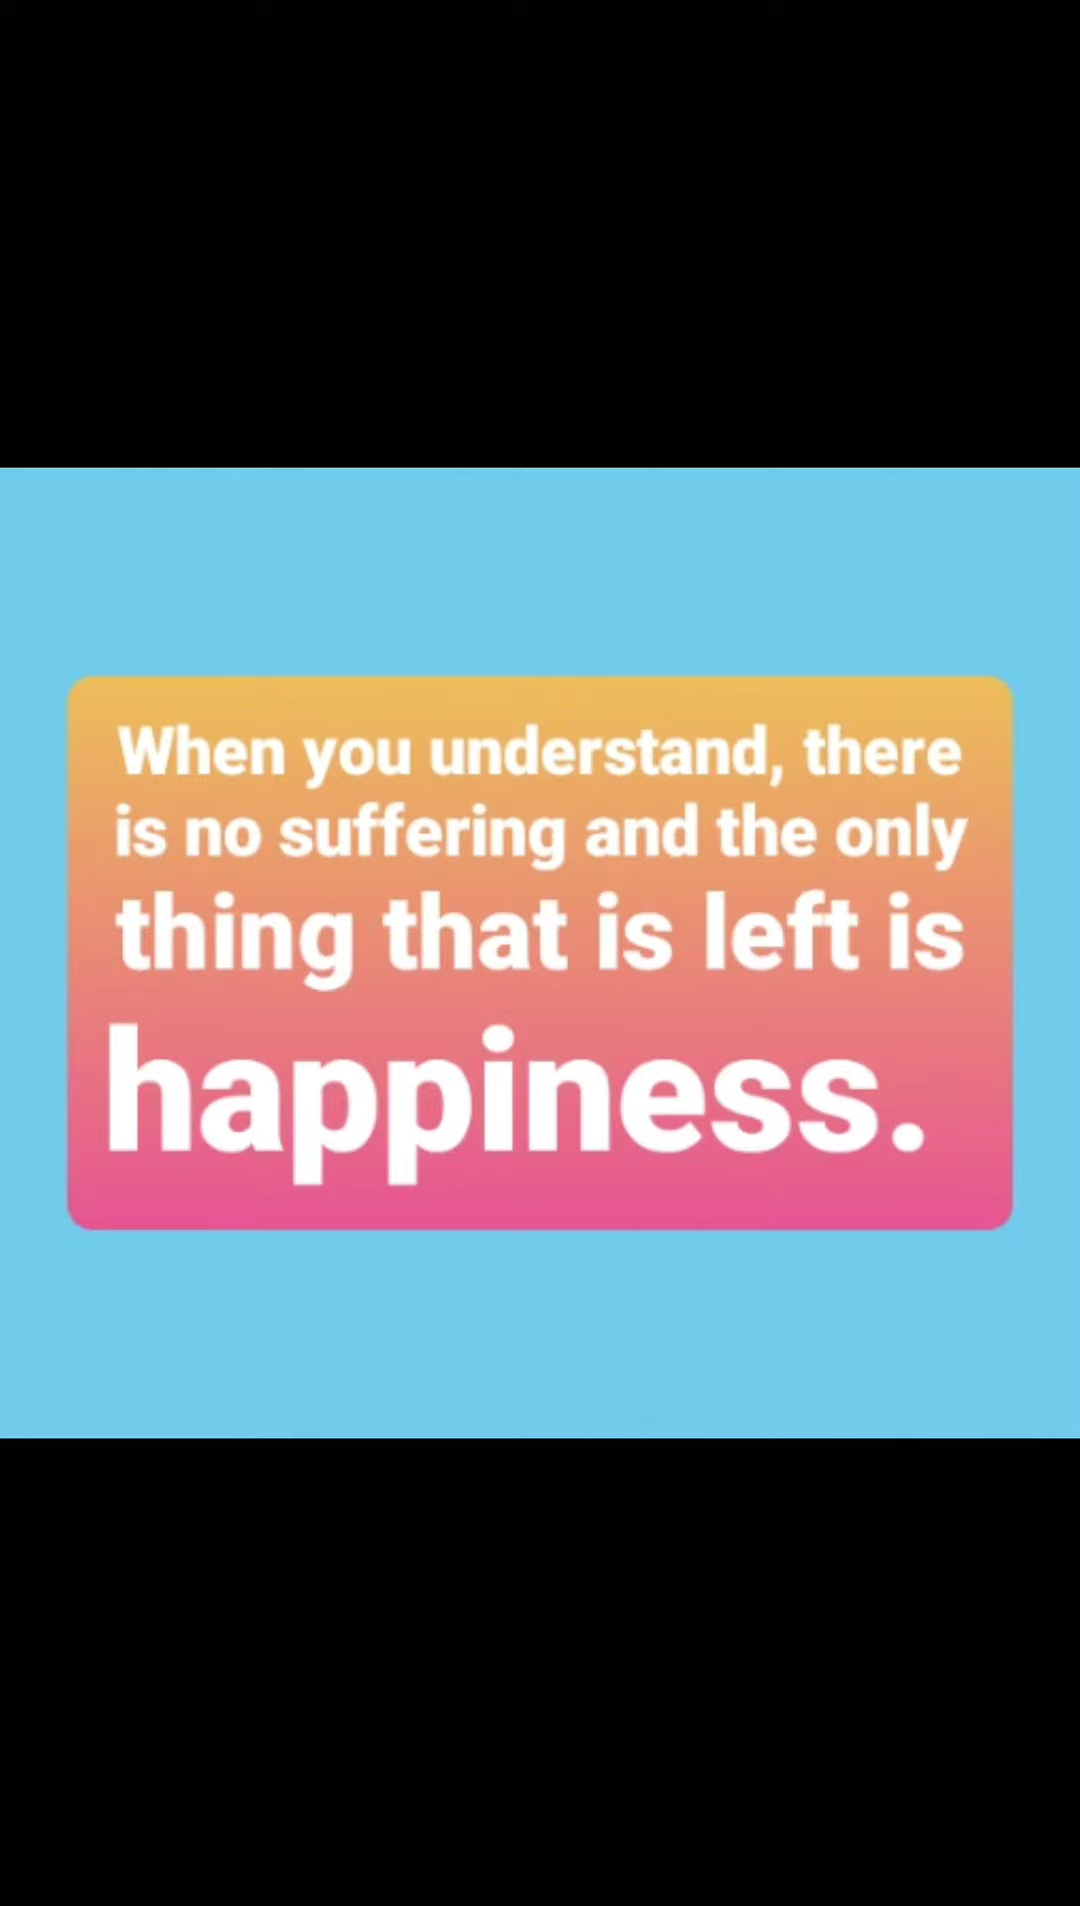 When you understand, there
is no suffering and the only
thing that is left is
happiness.